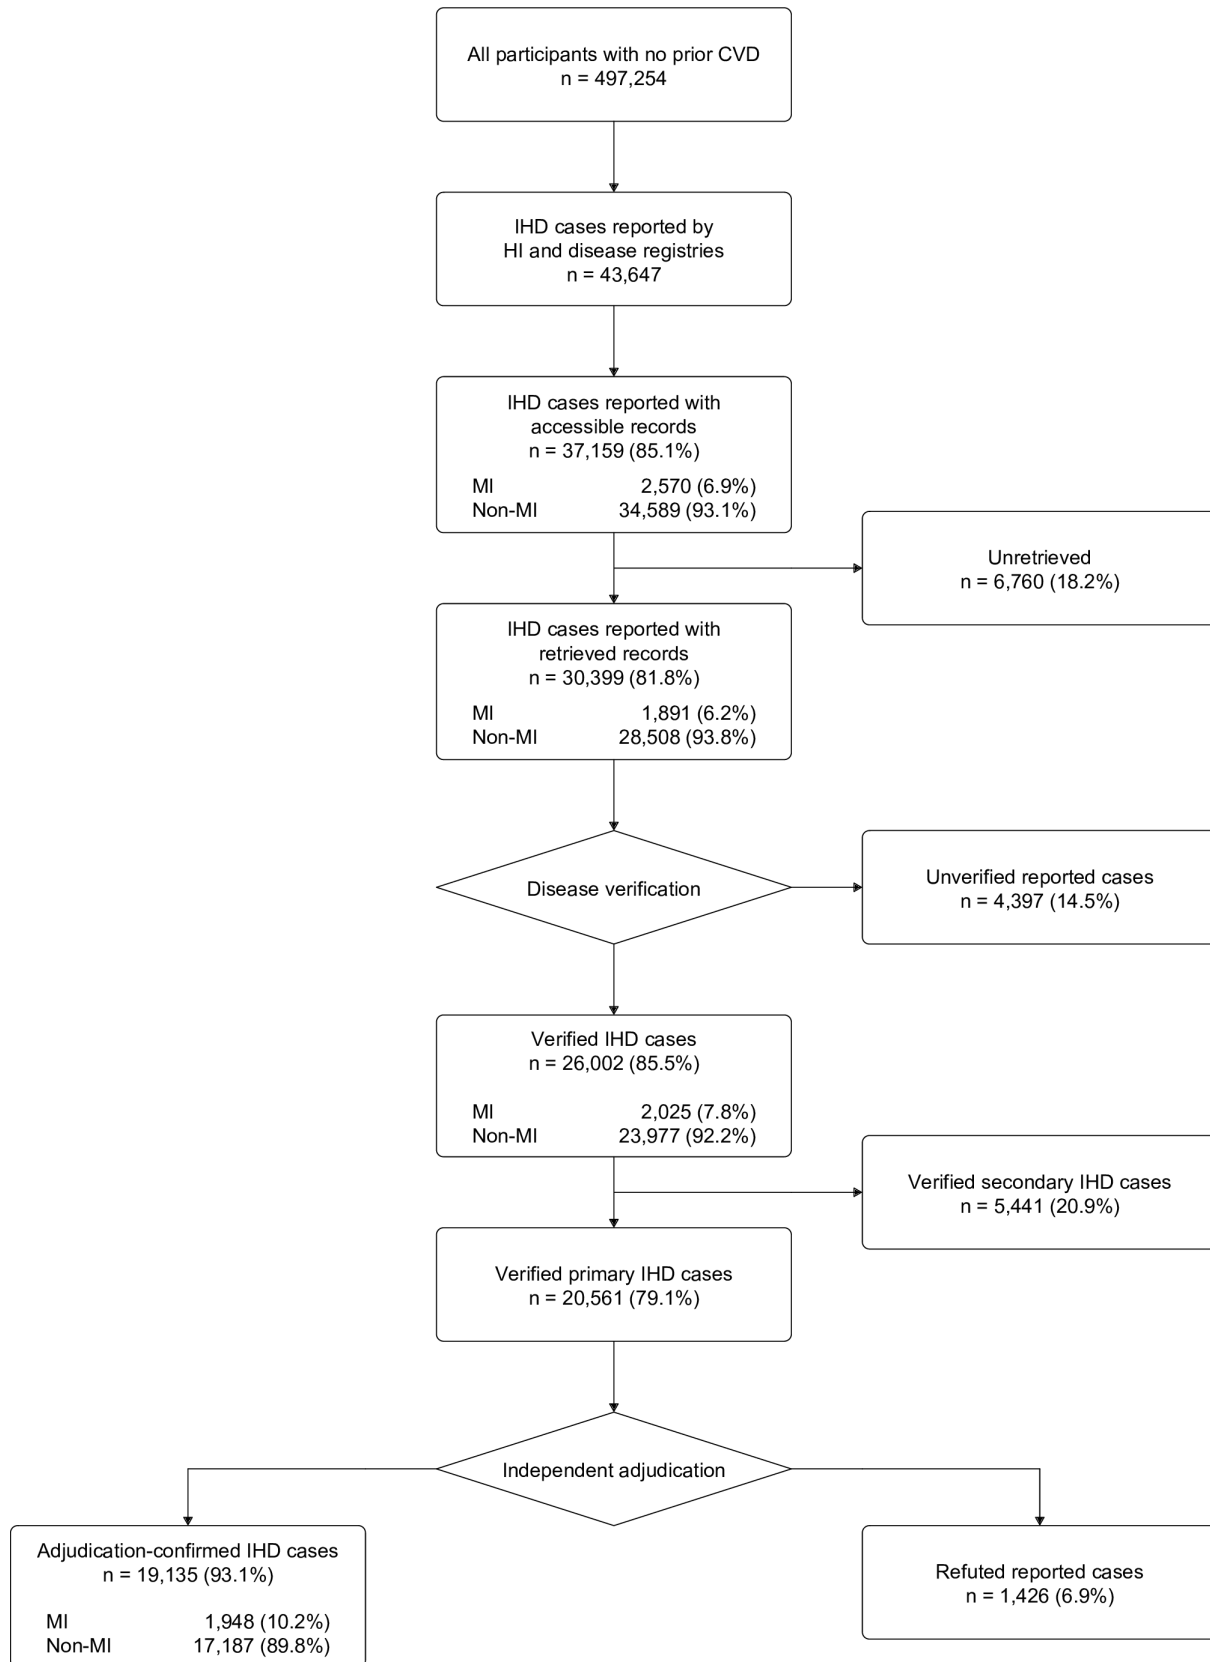 All participants with no prior CVD
n = 497,254
IHD cases reported by
HI and disease registries
n = 43,647
IHD cases reported with
accessible records
n = 37,159 (85.1%)
MI 2,570 (6.9%)
Non-MI 34,589 (93.1%)
Unretrieved
n = 6,760 (18.2%)
IHD cases reported with
retrieved records
n = 30,399 (81.8%)
MI 1,891 (6.2%)
Non-MI 28,508 (93.8%)
Disease verification
Unverified reported cases
n = 4,397 (14.5%)
Verified IHD cases
n = 26,002 (85.5%)
MI 2,025 (7.8%)
Non-MI 23,977 (92.2%)
Verified secondary IHD cases
n = 5,441 (20.9%)
Verified primary IHD cases
n = 20,561 (79.1%)
Independent adjudication
Adjudication-confirmed IHD cases
n = 19,135 (93.1%)
MI 1,948 (10.2%)
Non-MI 17,187 (89.8%)
Refuted reported cases
n = 1,426 (6.9%)